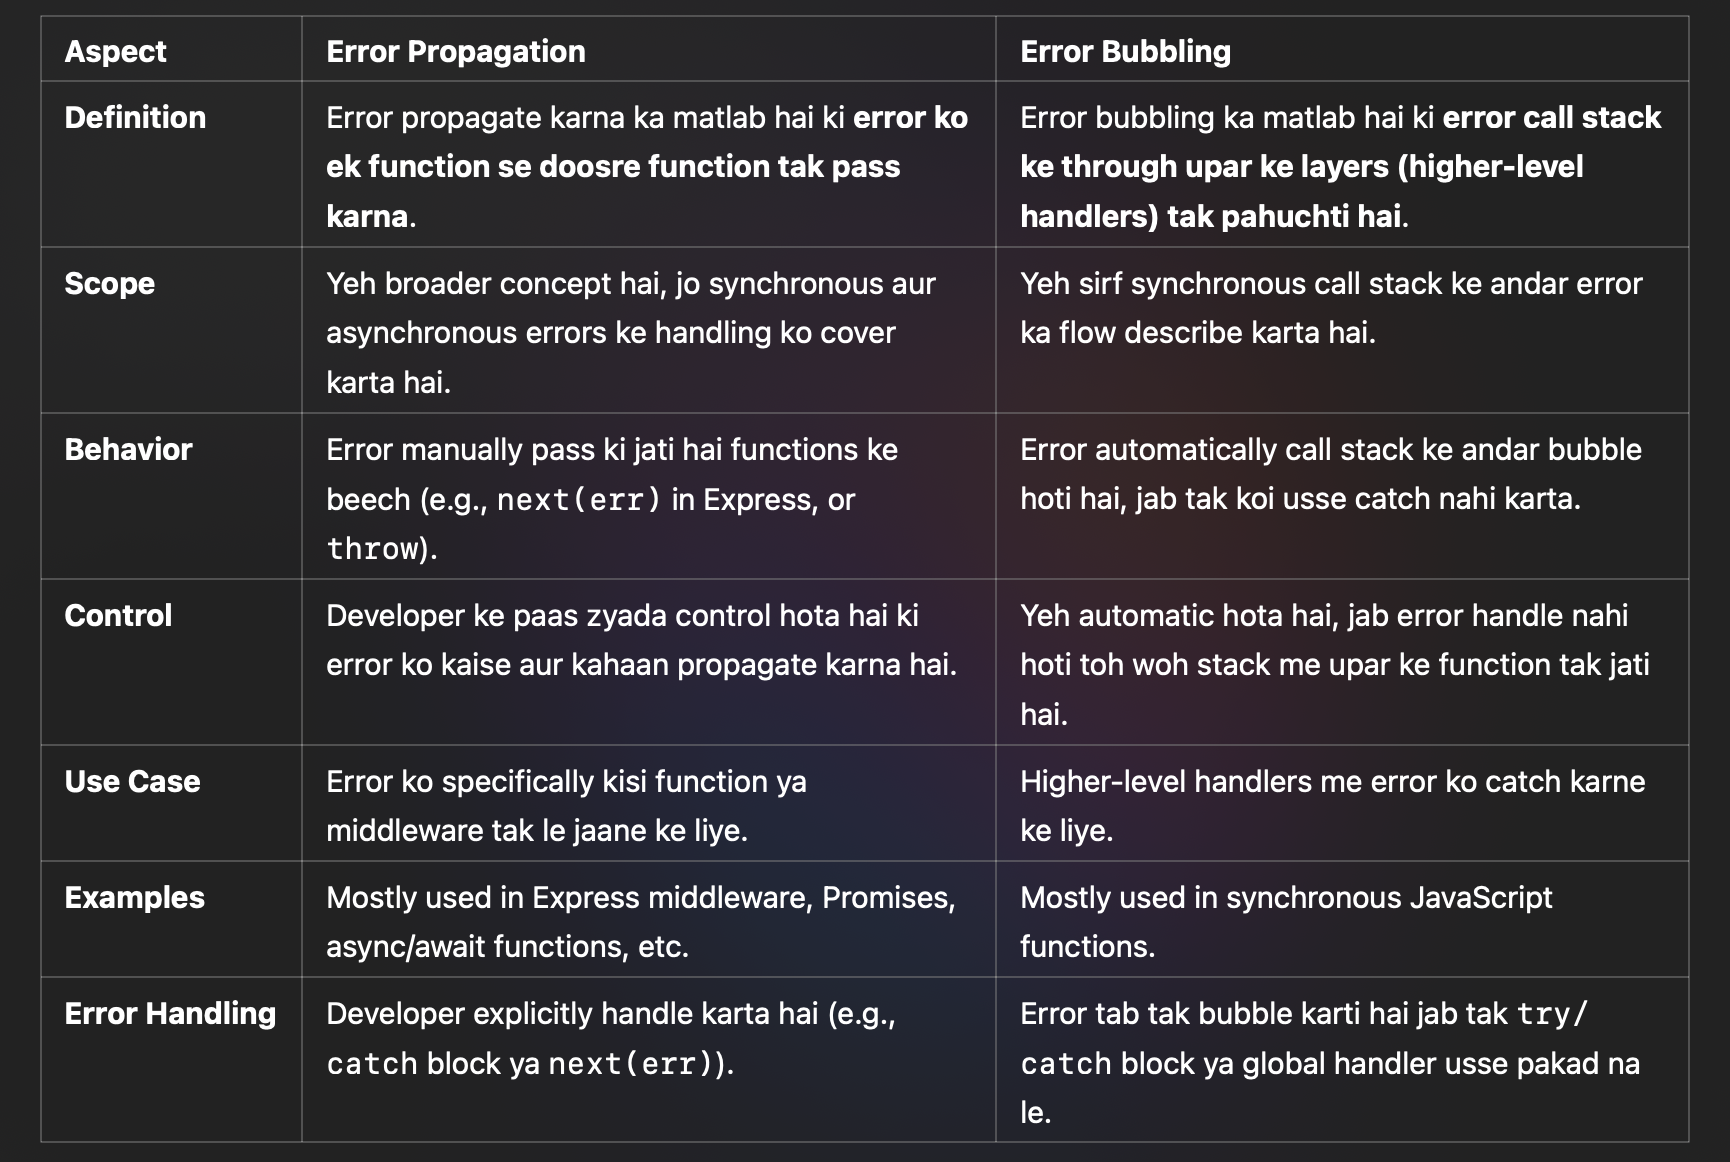 Aspect
Error Propagation
Error Bubbling
Definition
Error propagate karna ka matlab hai ki error ko
ek function se doosre function tak pass
karna.
Error bubbling ka matlab hai ki error call stack
ke through upar ke layers (higher-level
handlers) tak pahuchti hai.
Scope
Yeh broader concept hai, jo synchronous aur
asynchronous errors ke handling ko cover
karta hai.
Yeh sirf synchronous call stack ke andar error
ka flow describe karta hai.
Behavior
Error manually pass ki jati hai functions ke
beech (e.g., next(err) in Express, or
throw).
Error automatically call stack ke andar bubble
hoti hai, jab tak koi usse catch nahi karta.
Control
Developer ke paas zyada control hota hai ki
error ko kaise aur kahaan propagate karna hai.
Yeh automatic hota hai, jab error handle nahi
hoti toh woh stack me upar ke function tak jati
hai.
Use Case
Error ko specifically kisi function ya
middleware tak le jaane ke liye.
Higher-level handlers me error ko catch karne
ke liye.
Examples
Mostly used in Express middleware, Promises,
async/await functions, etc.
Mostly used in synchronous JavaScript
functions.
Error Handling
Developer explicitly handle karta hai (e.g.,
catch block ya next(err)).
Error tab tak bubble karti hai jab tak try/
catch block ya global handler usse pakad na
le.